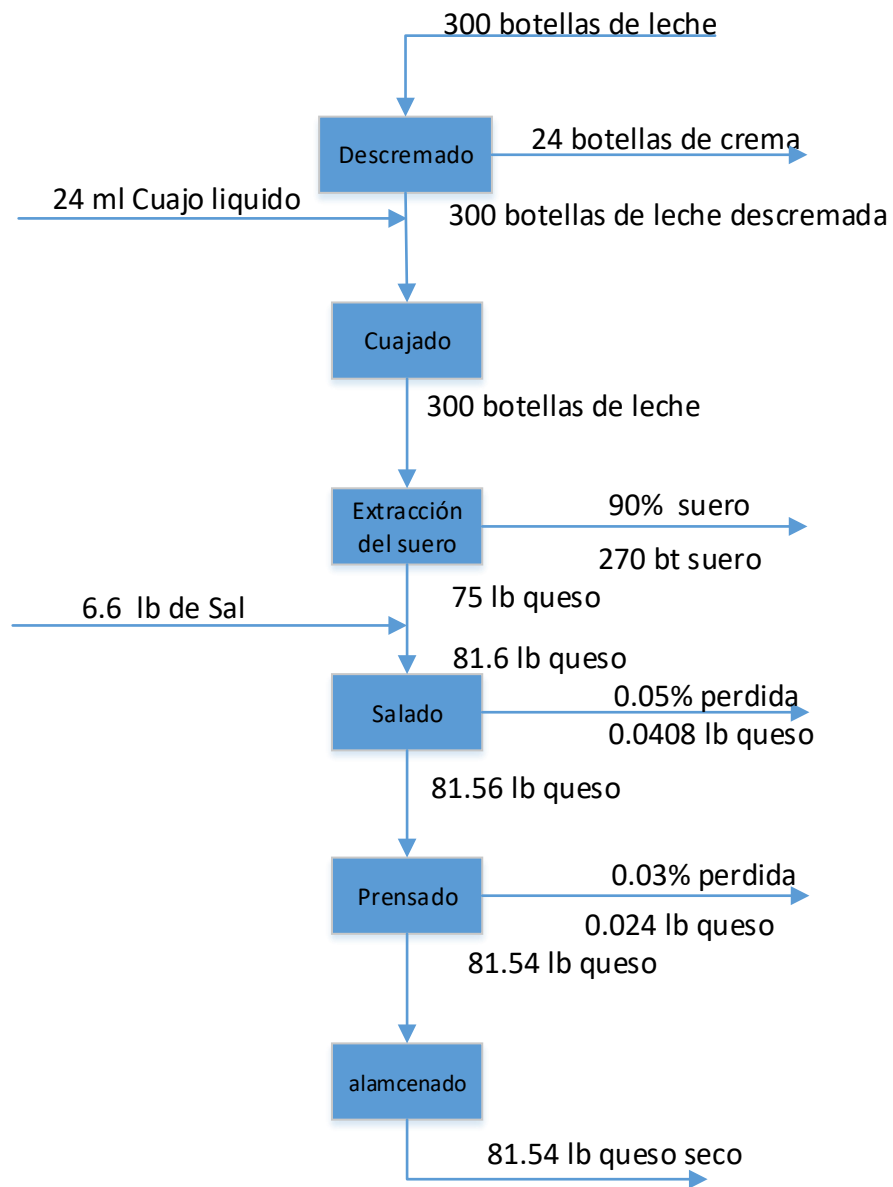 300 botellas de leche
Descremado
24 botellas de crema
24 ml Cuajo liquido
300 botellas de leche descremada
Cuajado
300 botellas de leche
Extracción
del suero
90%  suero
270 bt suero
75 lb queso
6.6  lb de Sal
81.6 lb queso
Salado
0.05% perdida
0.0408 lb queso
81.56 lb queso
Prensado
0.03% perdida
0.024 lb queso
81.54 lb queso
alamcenado
81.54 lb queso seco